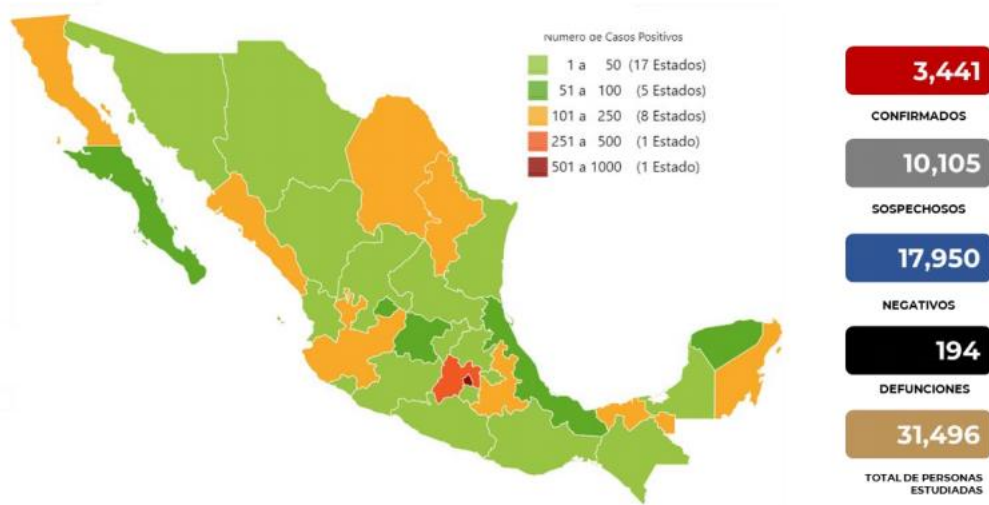 Numero de Casos Positivos
1 a 50 (17 Estados)
51 a 100 (5 Estados)
101 a 250 (8 Estados)
251 a 500 (1 Estado)
501 a 1000 (1 Estado)
3,441
CONFIRMADOS
10,105
SOSPECHOSOS
17,950
NEGATIVOS
194
DEFUNCIONES
31,496
TOTAL DE PERSONAS
ESTUDIADAS